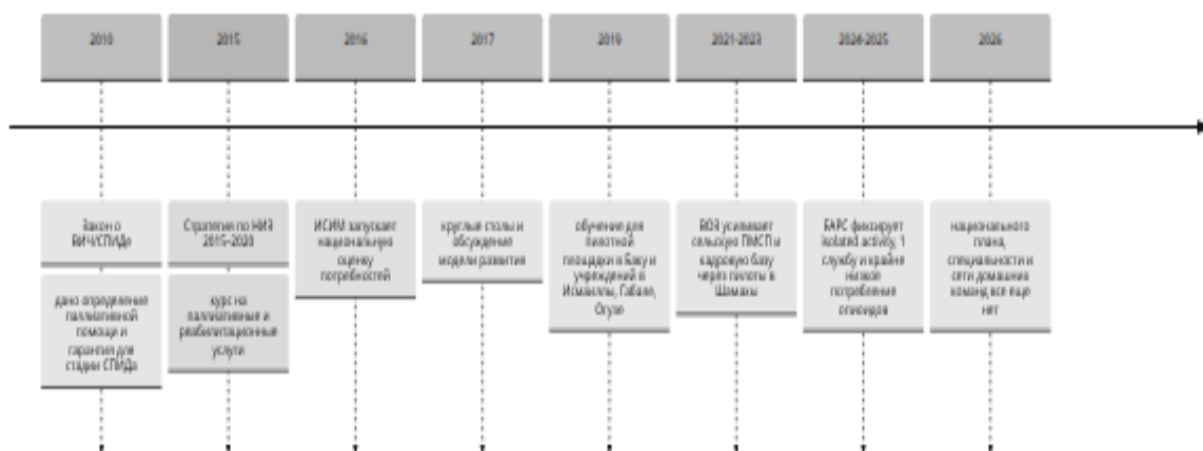 2010
2015
2016
2017
2019
2021-2023
2024-2025
2026
Закон о
ВИЧ/СПИДе
дано определение
паллиативной
помощи и
гарантия для
стадии СПИДа
Стратегия по НИЗ
2015-2020
курс на
паллиативные и
реабилитационные
услуги
ИСИМ запускает
национальную
оценку
потребностей
круглые столы и
обсуждение
модели развития
обучение для
пилотной
площадки в Баку и
учреждений в
Исмаиллы, Габале,
Огузе
ВОЗ усиливает
сельскую ПМСП и
кадровую базу
через пилоты в
Шамахы
БАРС фиксирует
isolated activity, 1
службу и крайне
низкое
потребление
опиоидов
национального
плана,
специальности и
сети домашних
команд все еще
нет